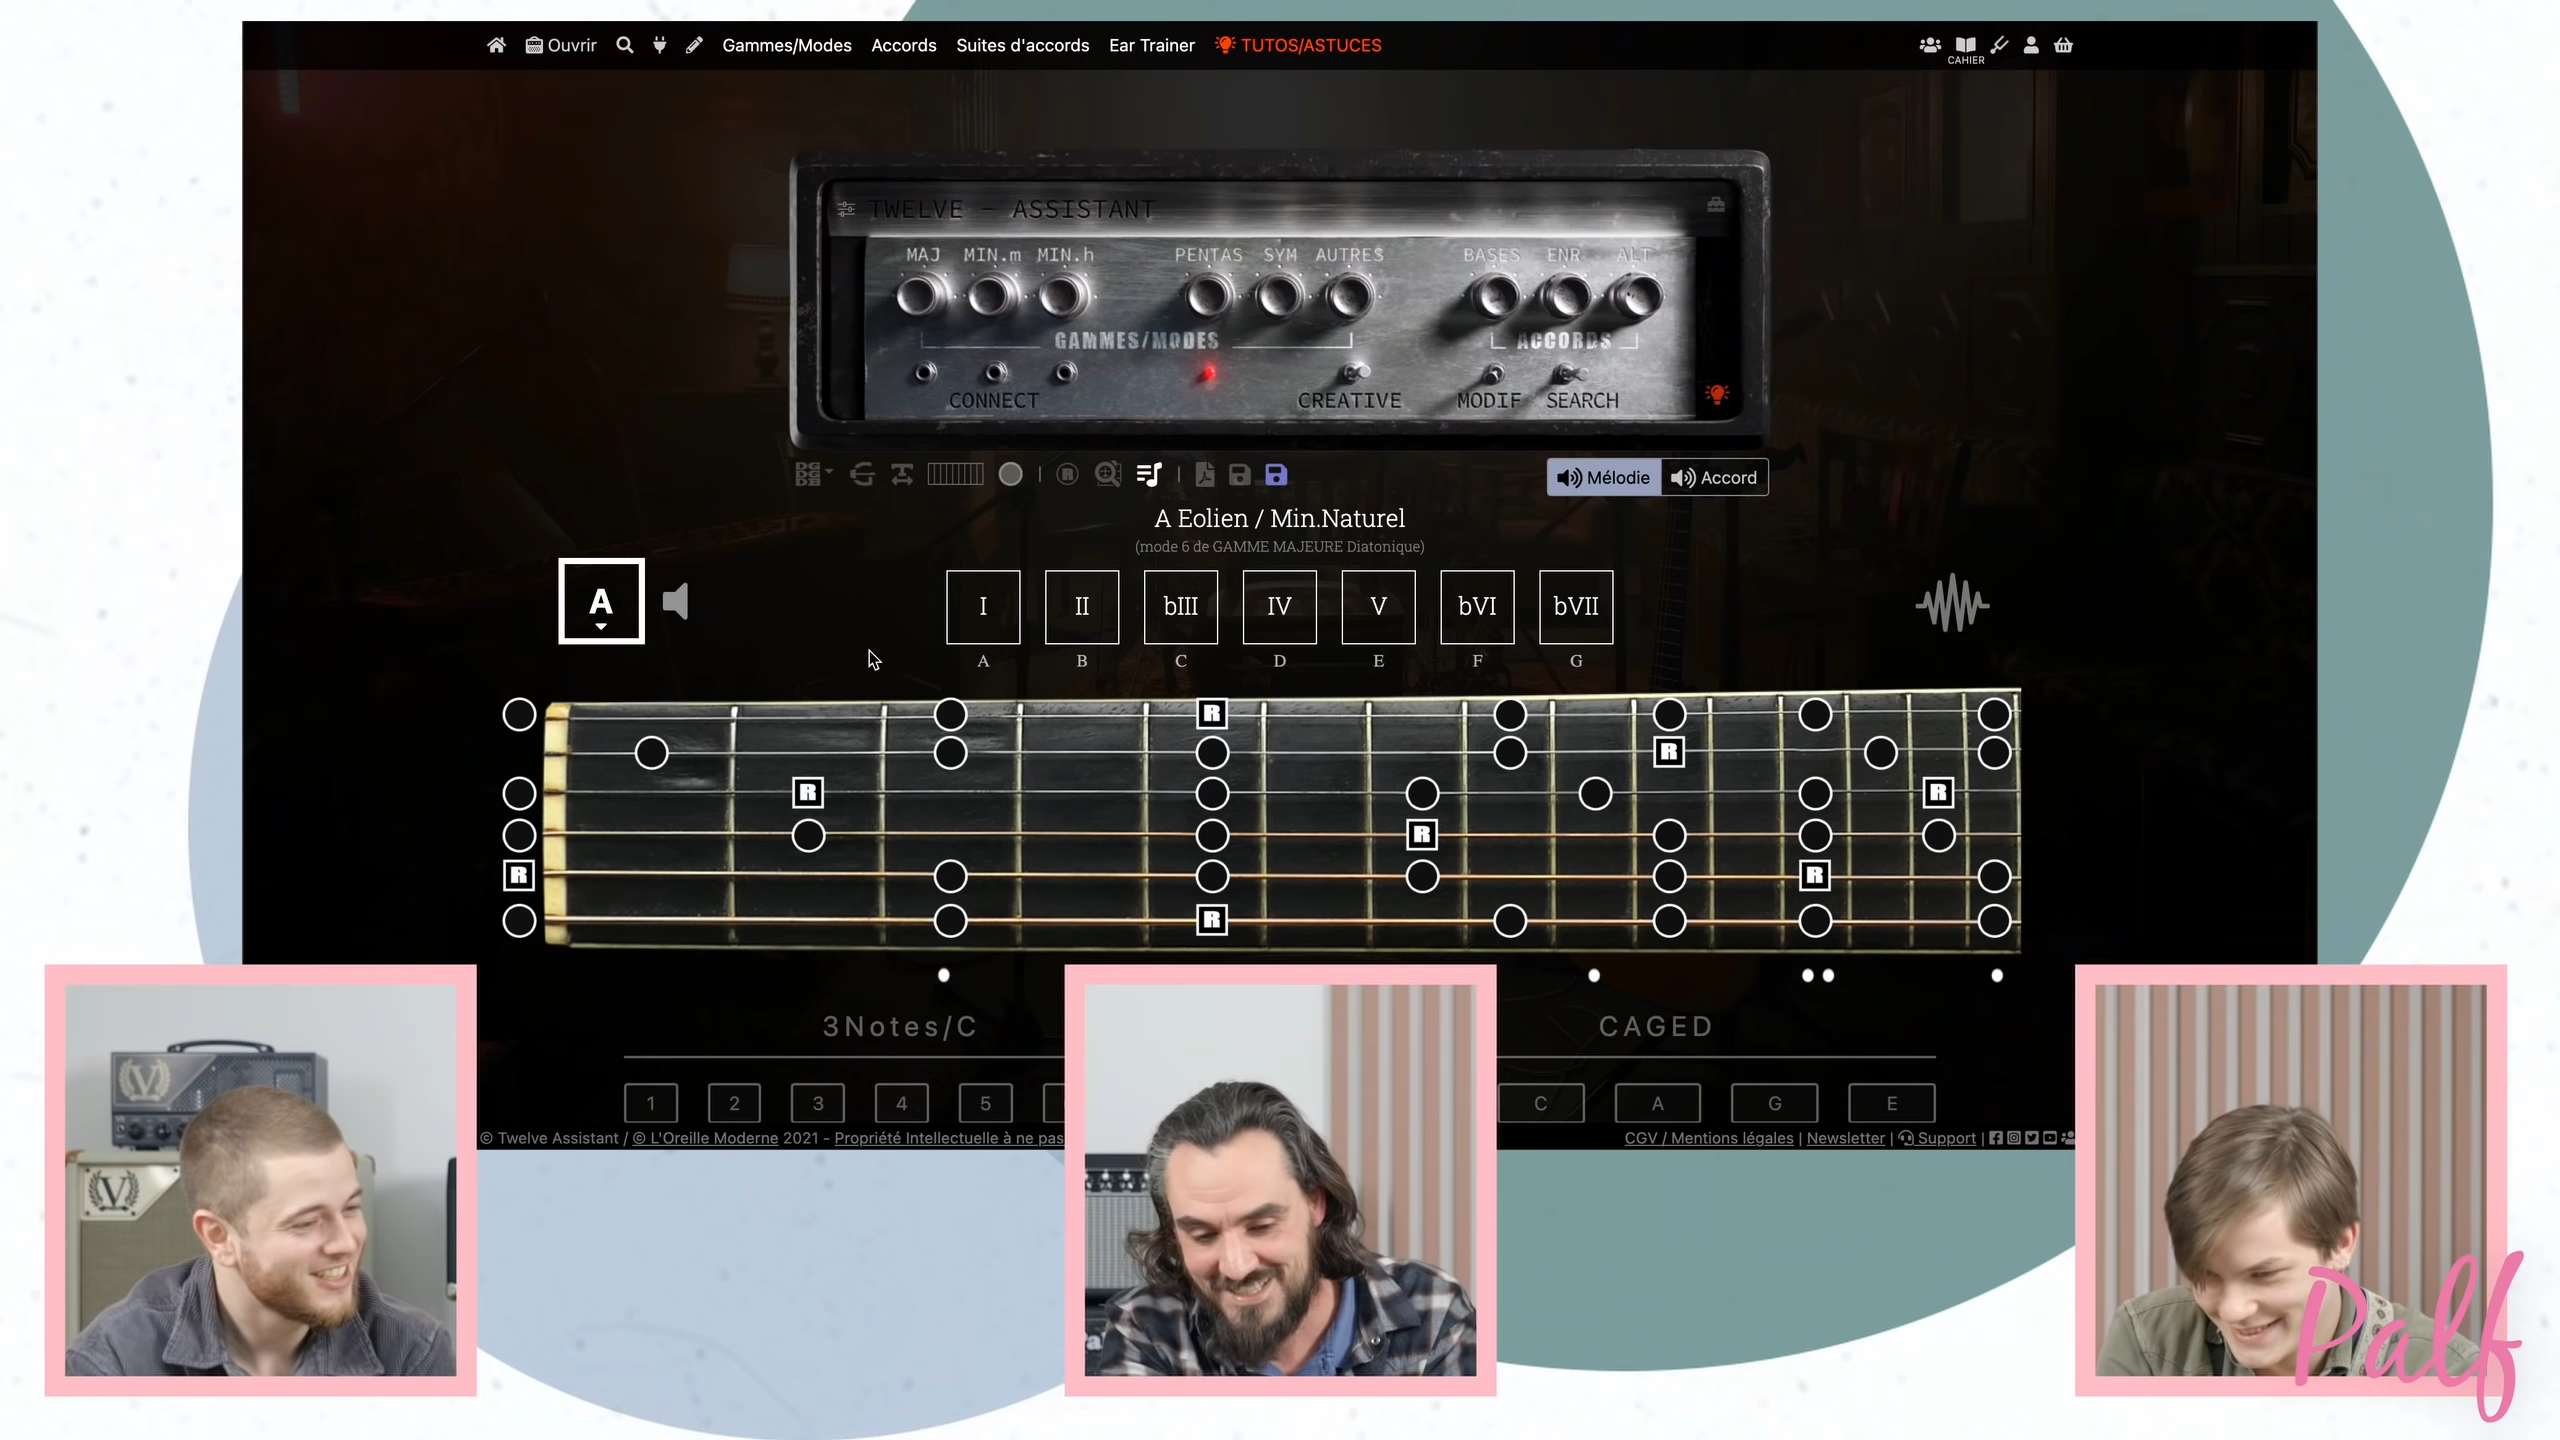 Ouvrir Gammes/Modes Accords Suites d'accords Ear Trainer TUTOS/ASTUCES
CAHIER
TWELVE - ASSISTANT
MAJ MIN.m MIN.h PENTAS SYM AUTRES BASES ENR ALT
GAMMES/MODES ACCORDS
CONNECT CREATIVE MODIF SEARCH
R Mélodie Accord
A Eolien / Min.Naturel
(mode 6 de GAMME MAJEURE Diatonique)
A I II bIII IV V bVI bVII
A B C D E F G
R
R
R R
R
R R
R
3Notes/C CAGED
1 2 3 4 5 C A G E
© Twelve Assistant / © L'Oreille Moderne 2021 - Propriété Intellectuelle à ne pas
CGV / Mentions légales | Newsletter | Support |
V
V
Palf